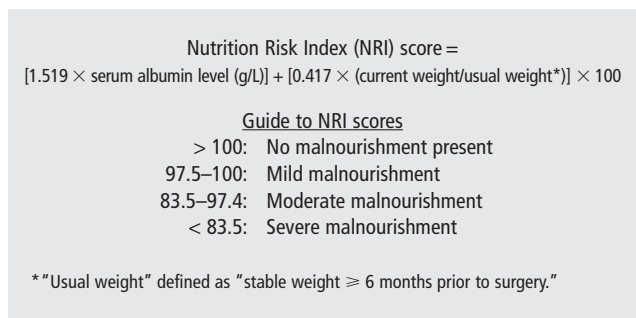 Nutrition Risk Index (NRI) score =
[1.519 × serum albumin level (g/L)] + [0.417 × (current weight/usual weight*)] × 100
Guide to NRI scores
> 100: No malnourishment present
97.5–100: Mild malnourishment
83.5–97.4: Moderate malnourishment
< 83.5: Severe malnourishment
*"Usual weight" defined as "stable weight ⩾ 6 months prior to surgery."